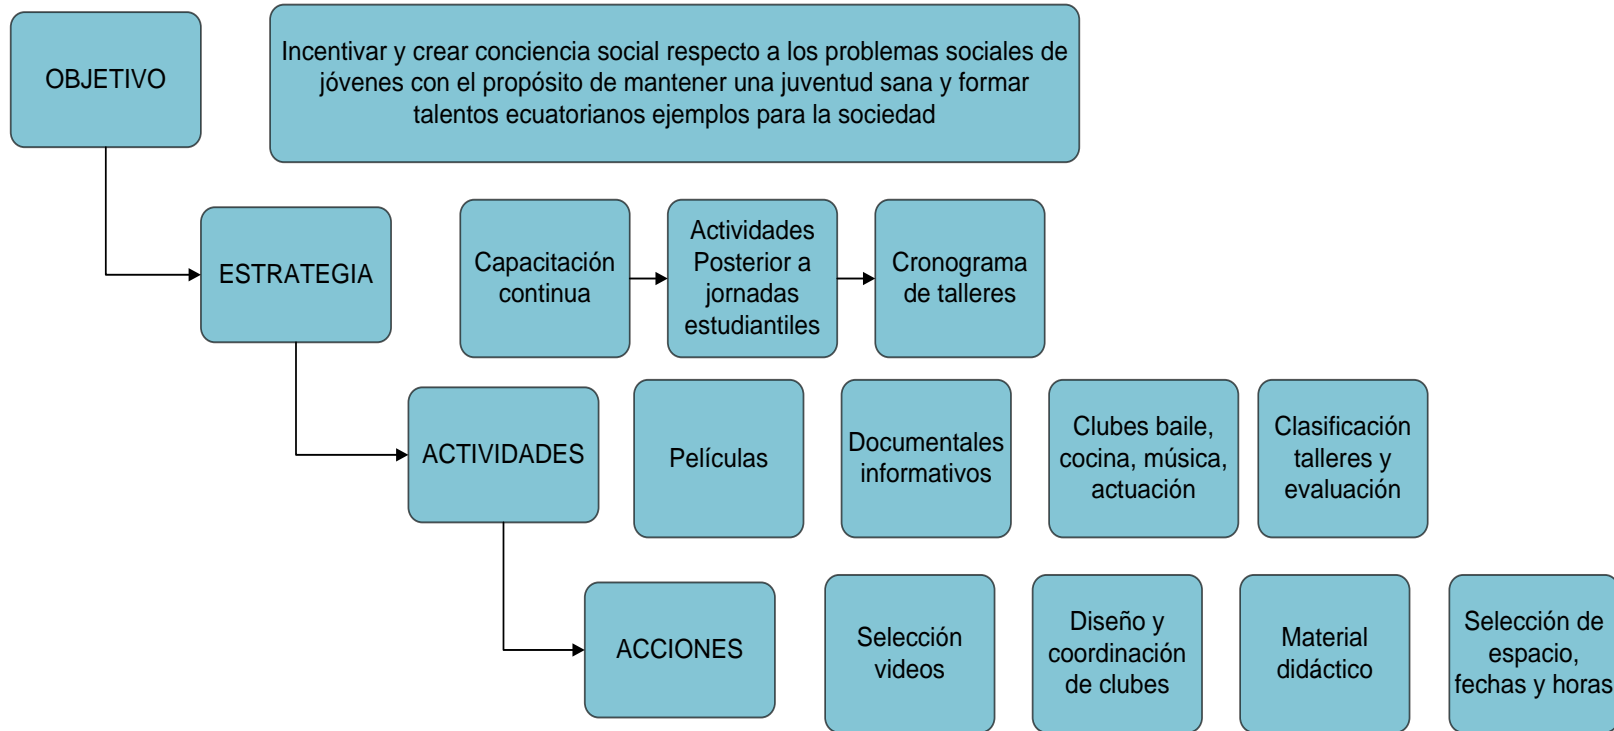 OBJETIVO
Incentivar y crear conciencia social respecto a los problemas sociales de
jóvenes con el propósito de mantener una juventud sana y formar
talentos ecuatorianos ejemplos para la sociedad
ESTRATEGIA
Capacitación
continua
Actividades
Posterior a
jornadas
estudiantiles
Cronograma
de talleres
ACTIVIDADES
Películas
Documentales
informativos
Clubes baile,
cocina, música,
actuación
Clasificación
talleres y
evaluación
ACCIONES
Selección
videos
Diseño y
coordinación
de clubes
Material
didáctico
Selección de
espacio,
fechas y horas